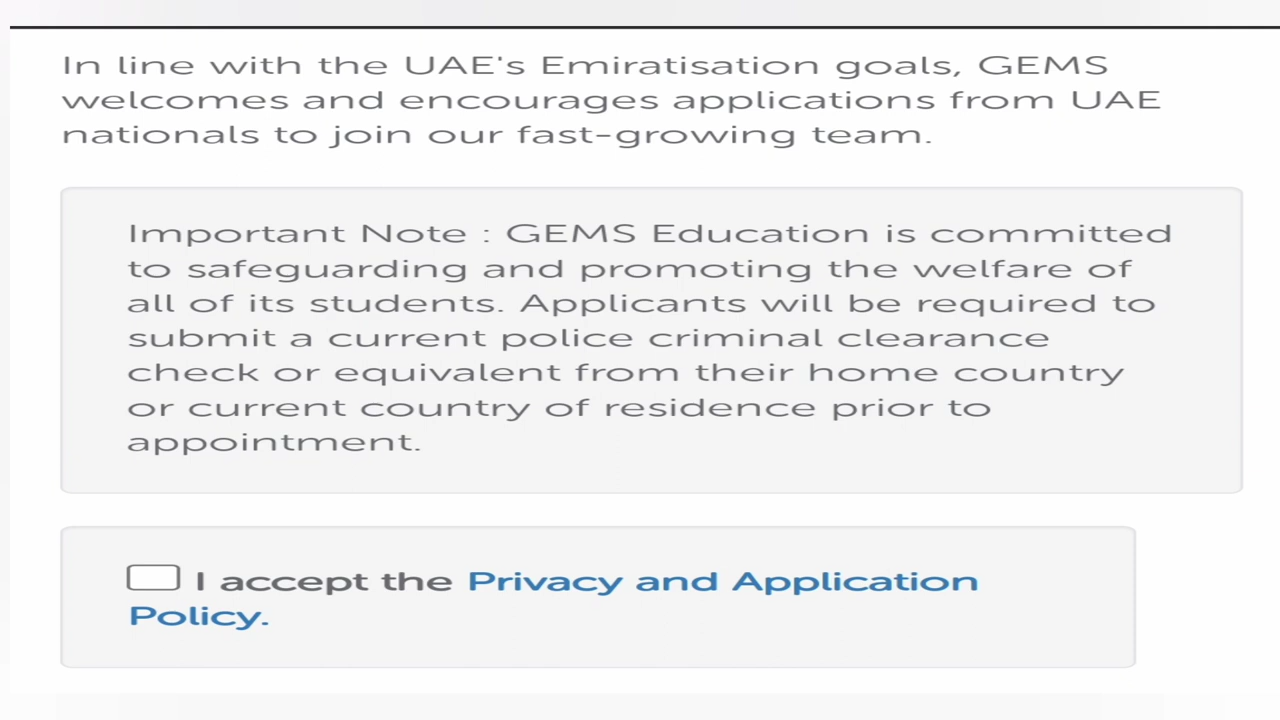 In line with the UAE's Emiratisation goals, GEMS
welcomes and encourages applications from UAE
nationals to join our fast-growing team.
Important Note : GEMS Education is committed
to safeguarding and promoting the welfare of
all of its students. Applicants will be required to
submit a current police criminal clearance
check or equivalent from their home country
or current country of residence prior to
appointment.
I accept the Privacy and Application
Policy.